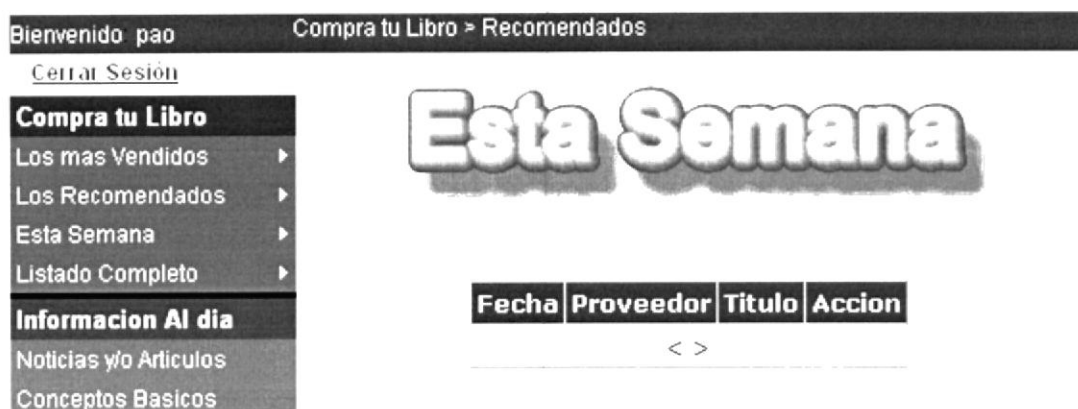 Bienvenido pao
Compra tu Libro > Recomendados
Cerrar Sesión
Compra tu Libro
Los mas Vendidos
Los Recomendados
Esta Semana
Listado Completo
Informacion Al dia
Noticias y/o Articulos
Conceptos Basicos
Esta Semana
Fecha Proveedor Titulo Accion
< >